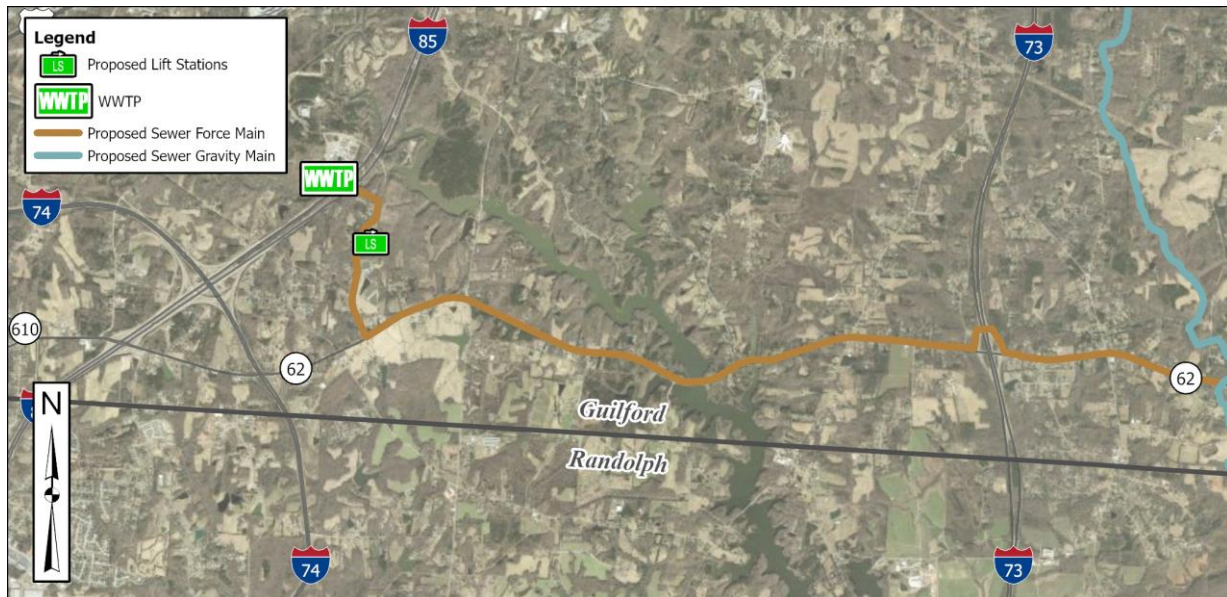 Legend
LS
Proposed Lift Stations
WWTP
WWTP
Proposed Sewer Force Main
Proposed Sewer Gravity Main
85
73
74
WWTP
LS
610
62
62
N
Guilford
Randolph
74
73